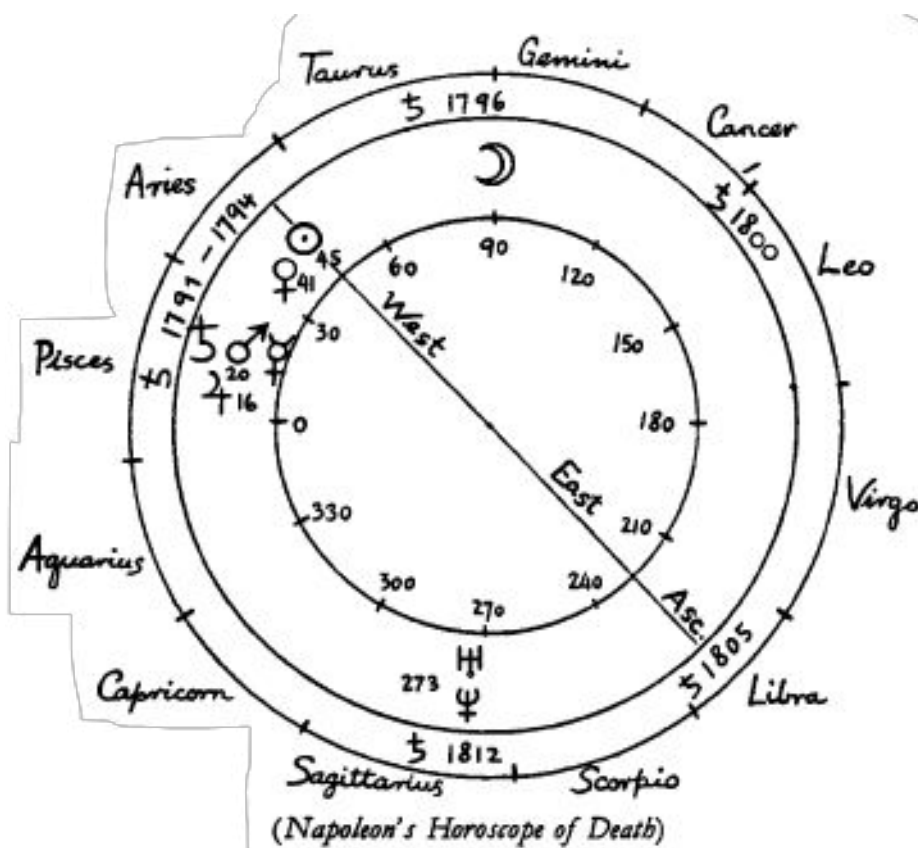 Taurus
Gemini
♄ 1796
Cancer
Aries
♄ 1791 - 1794
☽
♄ 1800
☉ 45
60
90
120
Leo
♀ 41
30
West
150
Pisces
♄ ♂ 20 ☿
♃ 16
0
180
East
Virgo
330
210
Aquarius
300
270
240
Asc.
♄ 1805
Libra
Capricorn
273 ♅
♆
♄ 1812
Sagittarius
Scorpio
(Napoleon's Horoscope of Death)